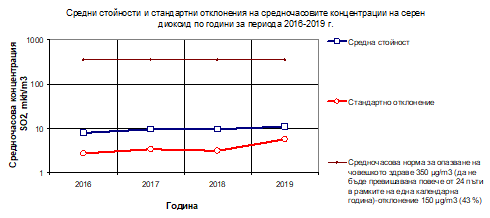 Средни стойности и стандартни отклонения на средночасовите концентрации на серен
диоксид по години за периода 2016-2019 г.
Средночасова концентрация
SO2, mkh/m3
1000
100
10
1
2016
2017
2018
2019
Година
Средна стойност
Стандартно отклонение
Средночасова норма за опазване на
човешкото здраве 350 µg/m3 (да не
бъде превишавана повече от 24 пъти
в рамките на една календарна
година)-отклонение 150 µg/m3 (43 %)